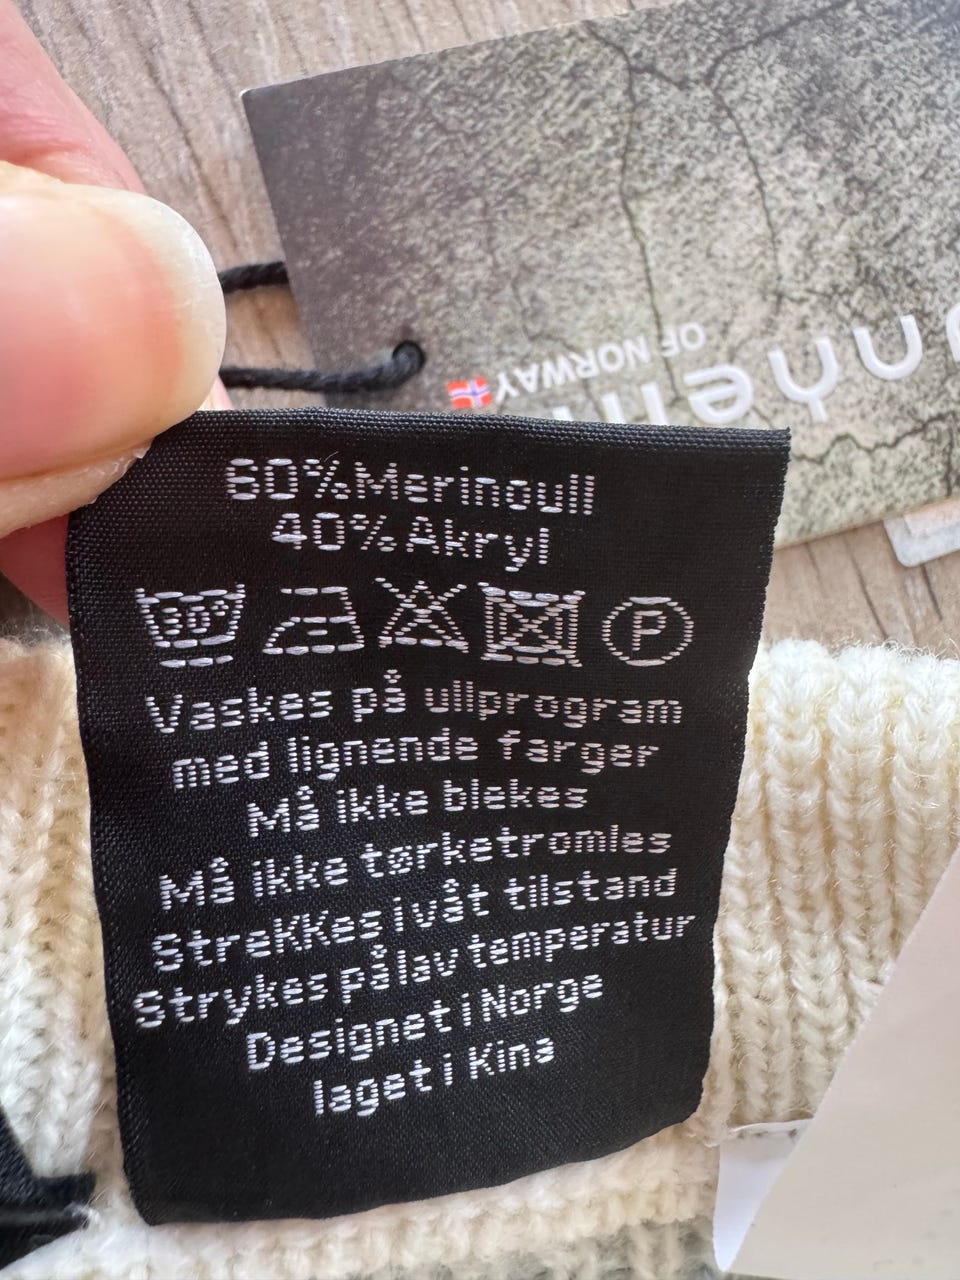 OF NORWAY
60% Merinoull
40% Akryl
30°
P
Vaskes på ullprogram
med lignende farger
Må ikke blekes
Må ikke tørketromles
Strekkes i våt tilstand
Strykes på lav temperatur
Designet i Norge
laget i Kina